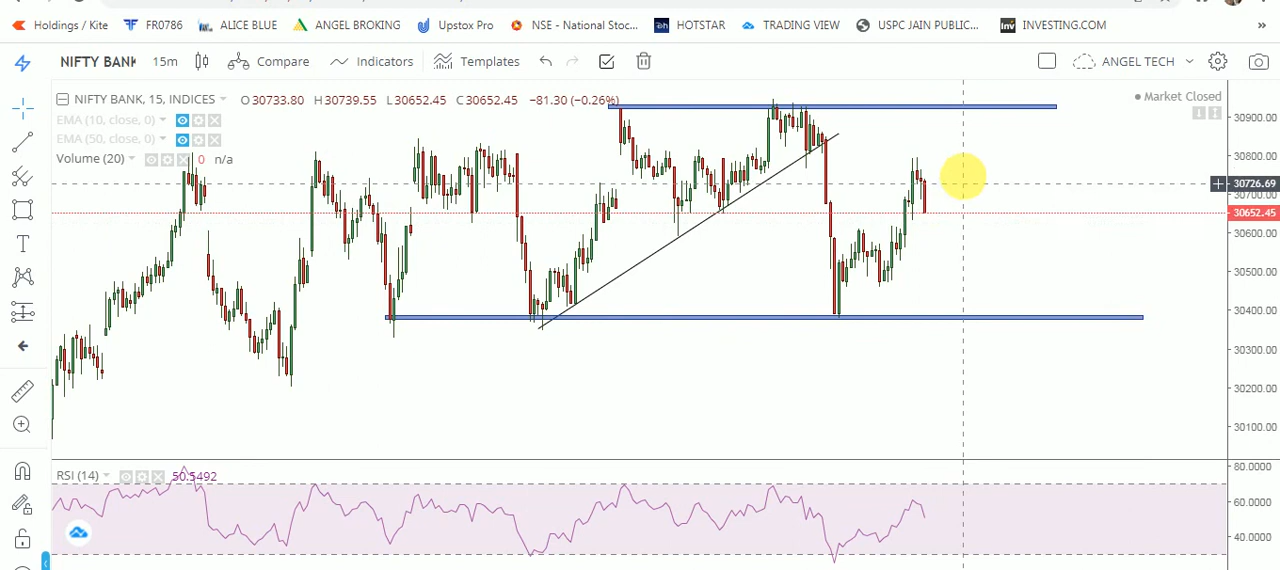 Holdings / Kite FR0786 ALICE BLUE ANGEL BROKING Upstox Pro NSE - National Stoc... HOTSTAR TRADING VIEW USPC JAIN PUBLIC... INVESTING.COM »
NIFTY BANK 15m Compare Indicators Templates ANGEL TECH
NIFTY BANK, 15, INDICES O30733.80 H30739.55 L30652.45 C30652.45 −81.30 (−0.26%)
Market Closed
EMA (10, close, 0)
EMA (50, close, 0)
Volume (20) 0 n/a
30900.00
30800.00
30726.69
30700.00
30652.45
30600.00
30500.00
30400.00
30300.00
30200.00
30100.00
RSI (14) 50.5492
80.0000
60.0000
40.0000